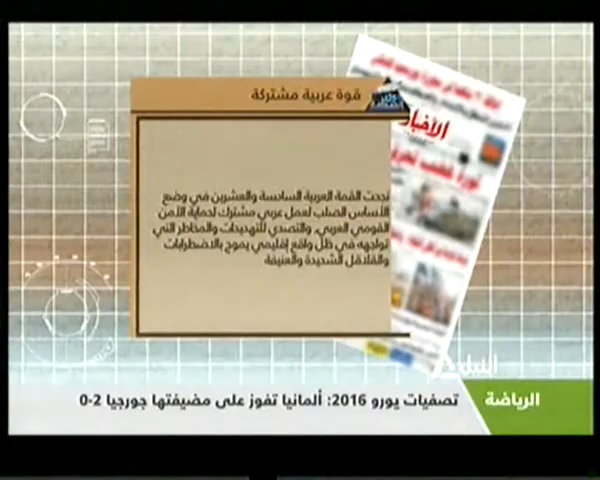 قوة عربية مشتركة
الأخبار
نجحت القمة العربية السادسة والعشرين في وضع
الأساس الصلب لعمل عربي مشترك لحماية الأمن
القومي العربي، والتصدي للتهديدات والمخاطر التي
تواجهه في ظل واقع إقليمي يموج بالاضطرابات
والقلاقل الشديدة والعنيفة
النيل
الرياضة
تصفيات يورو 2016: ألمانيا تفوز على مضيفتها جورجيا 2-0